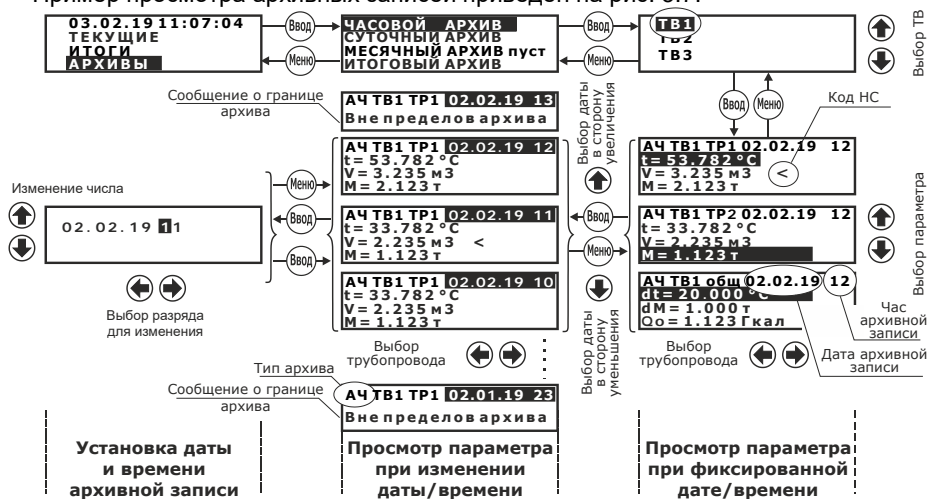 Пример просмотра архивных записей приведен на рис.
03.02.19 11:07:04
ТЕКУЩИЕ
ИТОГИ
АРХИВЫ
Ввод
Меню
ЧАСОВОЙ АРХИВ
СУТОЧНЫЙ АРХИВ
МЕСЯЧНЫЙ АРХИВ пуст
ИТОГОВЫЙ АРХИВ
Ввод
Меню
ТВ1
ТВ2
ТВ3
Выбор ТВ
Сообщение о границе
архива
АЧ ТВ1 ТР1 02.02.19 13
Вне пределов архива
Выбор даты
в сторону
увеличения
Ввод
Меню
Код НС
Изменение числа
02.02.19 11
Выбор разряда
для изменения
Меню
Ввод
Ввод
АЧ ТВ1 ТР1 02.02.19 12
t= 53.782 °C
V= 3.235 м3
M= 2.123 т
АЧ ТВ1 ТР1 02.02.19 11
t= 33.782 °C
V= 2.235 м3 <
M= 1.123 т
АЧ ТВ1 ТР1 02.02.19 10
t= 33.782 °C
V= 2.235 м3
M= 1.123 т
Выбор
трубопровода
Ввод
Меню
Выбор даты
в сторону
уменьшения
АЧ ТВ1 ТР1 02.02.19 12
t= 53.782 °C
V= 3.235 м3 <
M= 2.123 т
АЧ ТВ1 ТР2 02.02.19 12
t= 33.782 °C
V= 2.235 м3
M= 1.123 т
АЧ ТВ1 общ 02.02.19 12
dt= 20.000 °C
dM= 1.000 т
Qо= 1.123 Гкал
Выбор параметра
Выбор
трубопровода
Час
архивной
записи
Дата архивной
записи
Тип архива
Сообщение о границе
архива
АЧ ТВ1 ТР1 02.01.19 23
Вне пределов архива
Установка даты
и времени
архивной записи
Просмотр параметра
при изменении
даты/времени
Просмотр параметра
при фиксированной
дате/времени